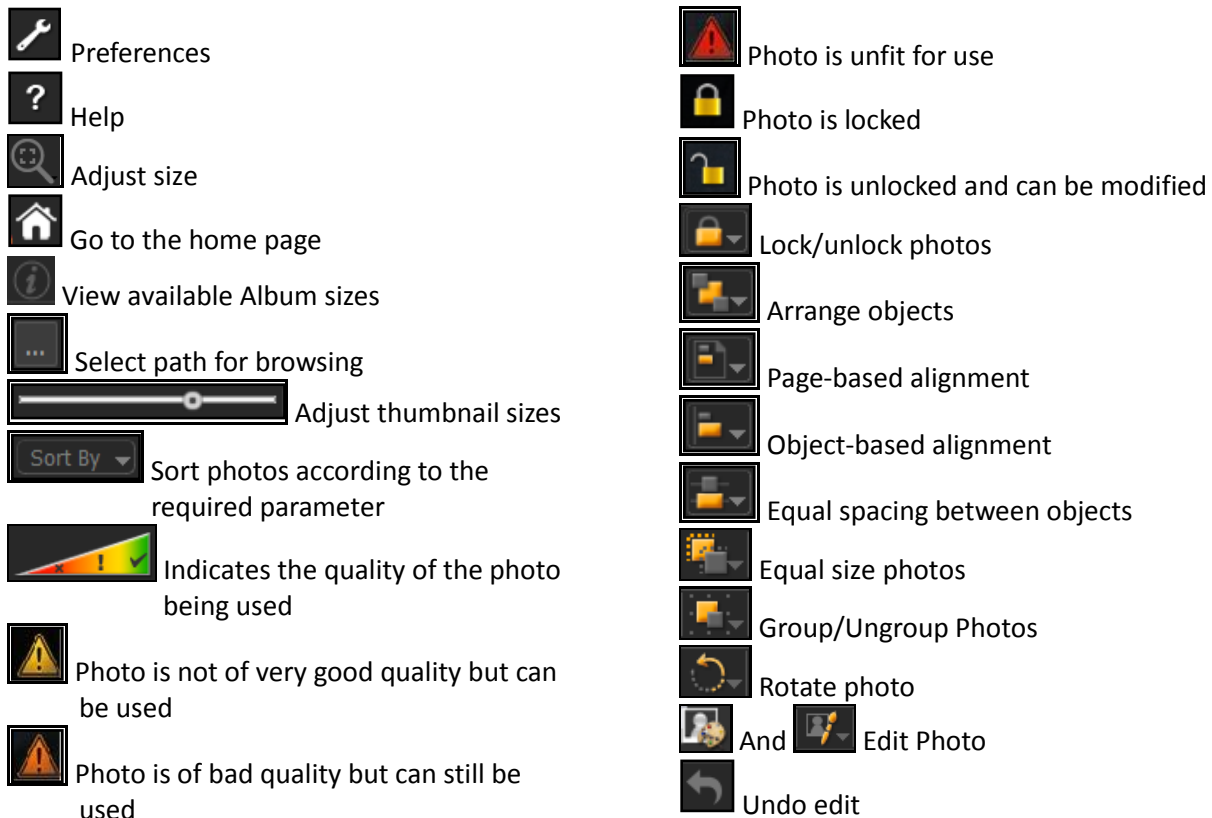 Preferences
? Help
Adjust size
Go to the home page
i View available Album sizes
... Select path for browsing
Adjust thumbnail sizes
Sort By Sort photos according to the
required parameter
× ! ✓ Indicates the quality of the photo
being used
! Photo is not of very good quality but can
be used
! Photo is of bad quality but can still be
used
! Photo is unfit for use
Photo is locked
Photo is unlocked and can be modified
Lock/unlock photos
Arrange objects
Page-based alignment
Object-based alignment
Equal spacing between objects
Equal size photos
Group/Ungroup Photos
Rotate photo
And Edit Photo
Undo edit